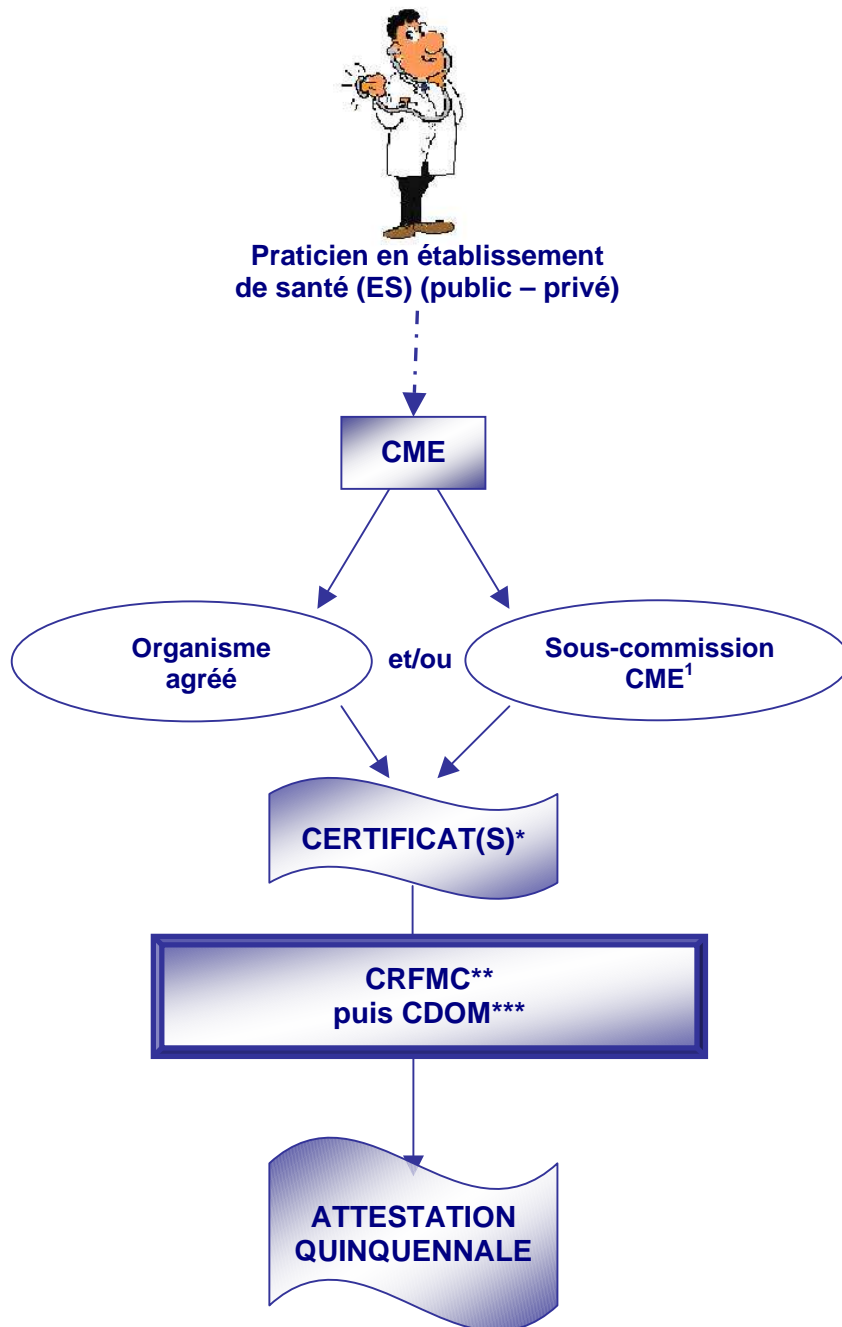 Praticien en établissement
de santé (ES) (public – privé)
CME
Organisme
agréé
et/ou
Sous-commission
CME¹
CERTIFICAT(S)*
CRFMC**
puis CDOM***
ATTESTATION
QUINQUENNALE